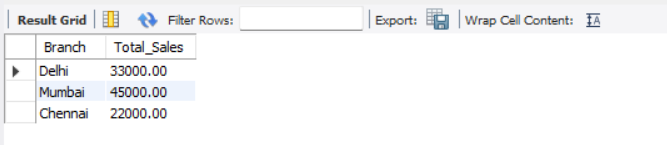 Result Grid Filter Rows: Export: Wrap Cell Content: IA
Branch Total_Sales
Delhi 33000.00
Mumbai 45000.00
Chennai 22000.00